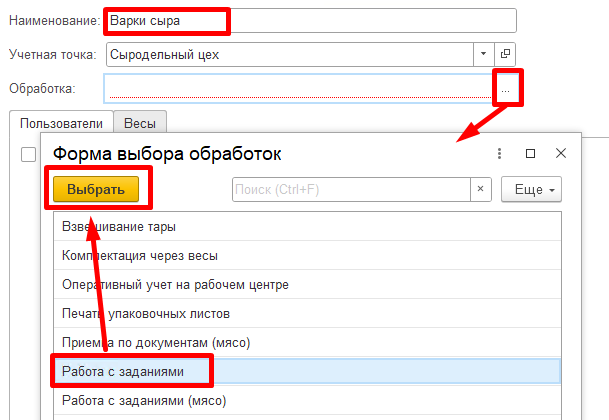 Наименование: Варки сыра
Учетная точка: Сыродельный цех
Обработка: ...
Пользователи Весы
Форма выбора обработок
Выбрать Поиск (Ctrl+F) × Еще
Взвешивание тары
Комплектация через весы
Оперативный учет на рабочем центре
Печать упаковочных листов
Приемка по документам (мясо)
Работа с заданиями
Работа с заданиями (мясо)